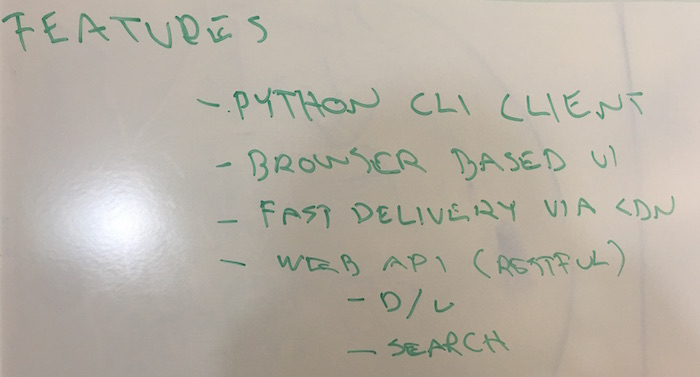 FEATURES
- PYTHON CLI CLIENT
- BROWSER BASED UI
- FAST DELIVERY VIA CDN
- WEB API (RESTFUL)
- D/L
- SEARCH